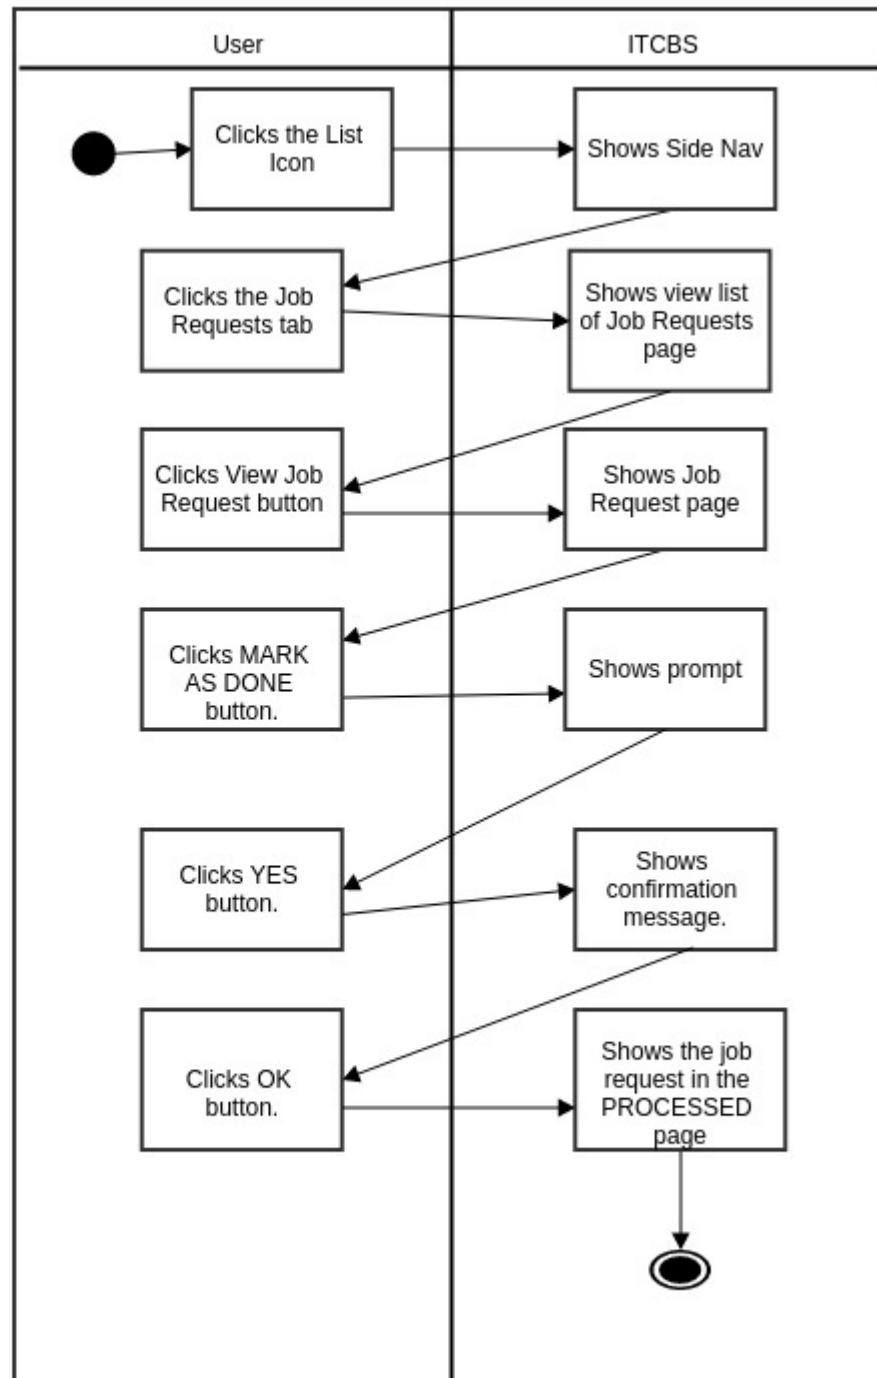 User
ITCBS
Clicks the List
Icon
Shows Side Nav
Clicks the Job
Requests tab
Shows view list
of Job Requests
page
Clicks View Job
Request button
Shows Job
Request page
Clicks MARK
AS DONE
button.
Shows prompt
Clicks YES
button.
Shows
confirmation
message.
Clicks OK
button.
Shows the job
request in the
PROCESSED
page